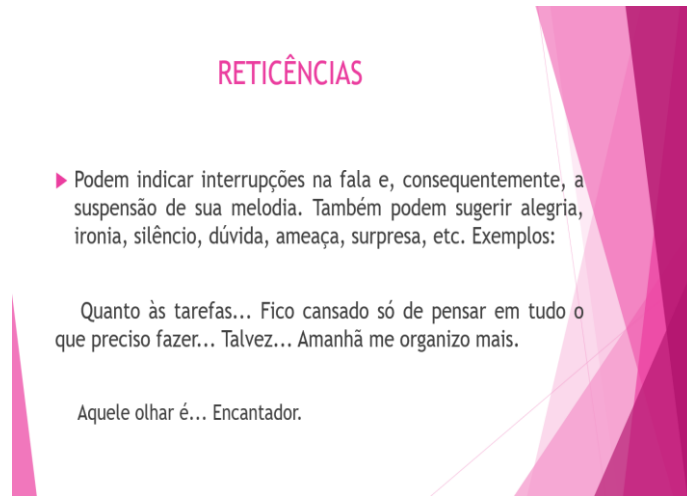 RETICÊNCIAS
Podem indicar interrupções na fala e, consequentemente, a
suspensão de sua melodia. Também podem sugerir alegria,
ironia, silêncio, dúvida, ameaça, surpresa, etc. Exemplos:
Quanto às tarefas... Fico cansado só de pensar em tudo o
que preciso fazer... Talvez... Amanhã me organizo mais.
Aquele olhar é... Encantador.